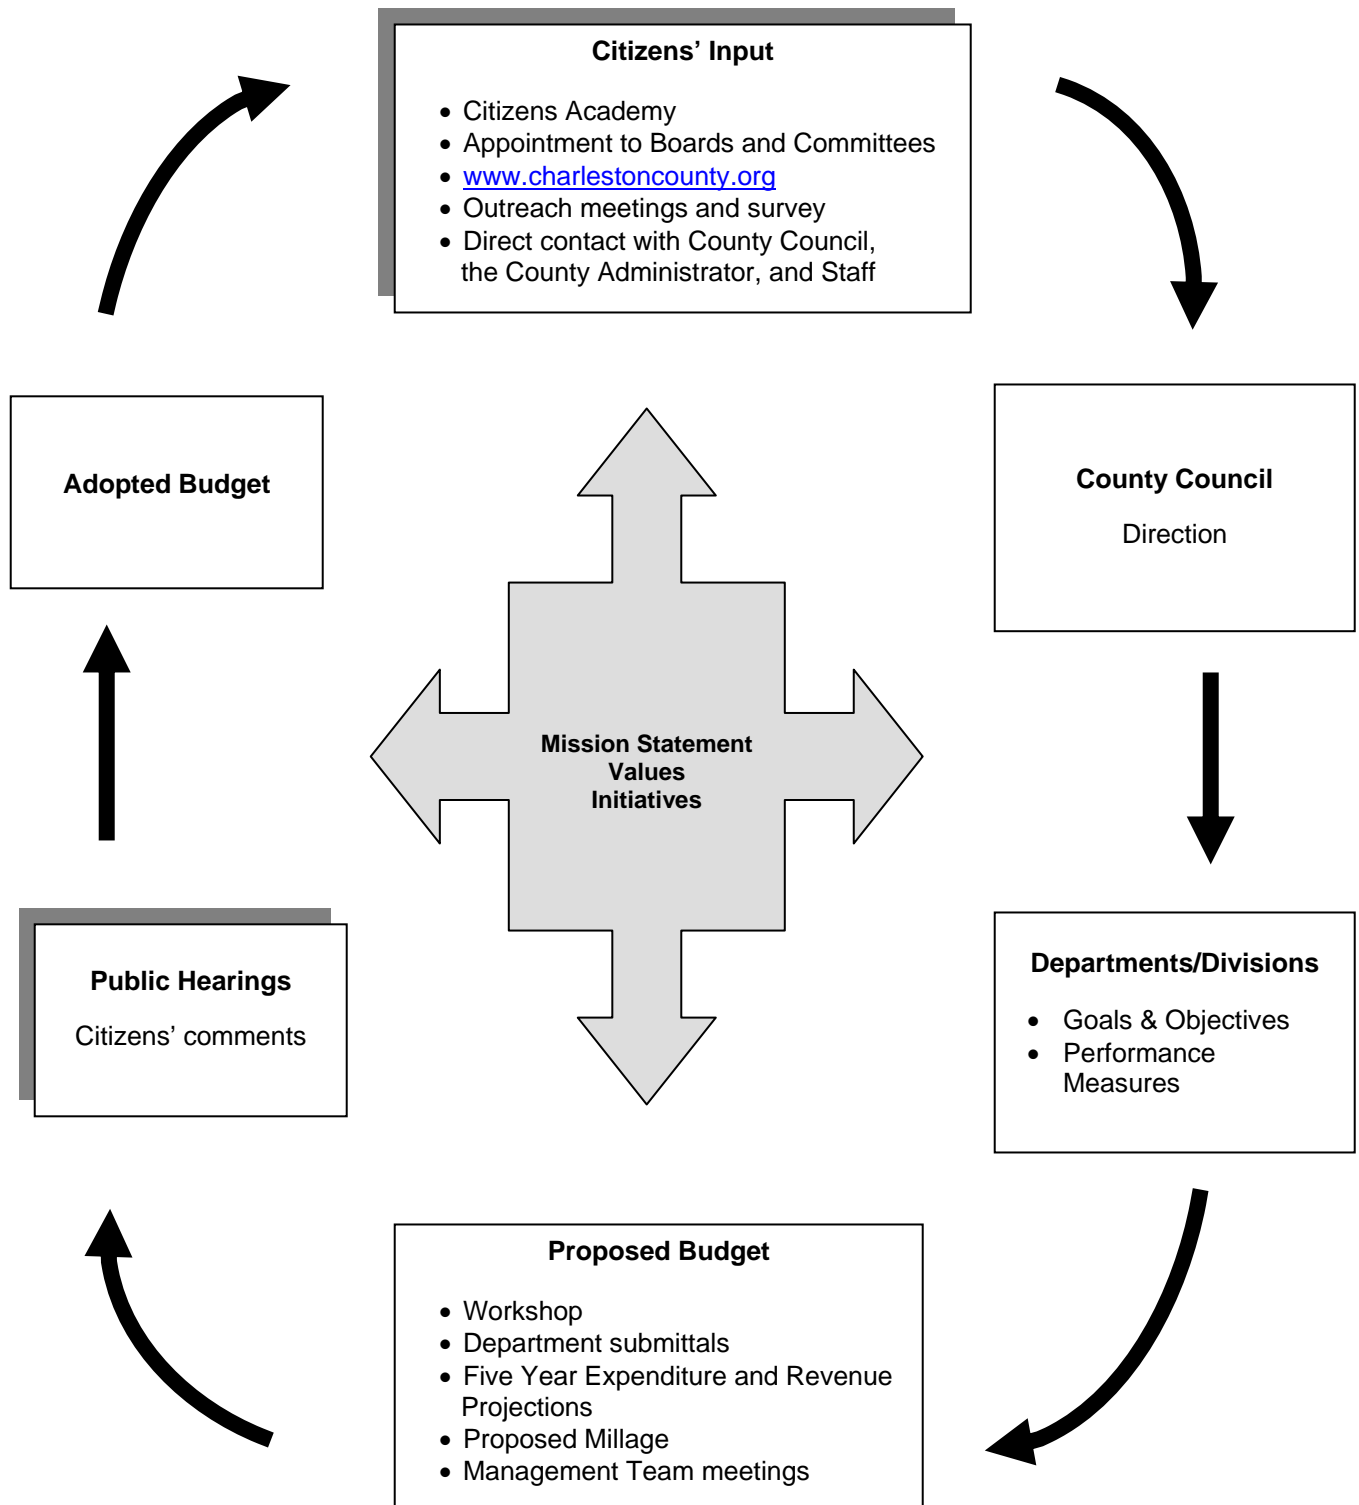 Citizens’ Input
• Citizens Academy
• Appointment to Boards and Committees
• www.charlestoncounty.org
• Outreach meetings and survey
• Direct contact with County Council,
the County Administrator, and Staff
County Council
Direction
Departments/Divisions
• Goals & Objectives
• Performance
Measures
Proposed Budget
• Workshop
• Department submittals
• Five Year Expenditure and Revenue
Projections
• Proposed Millage
• Management Team meetings
Public Hearings
Citizens’ comments
Adopted Budget
Mission Statement
Values
Initiatives